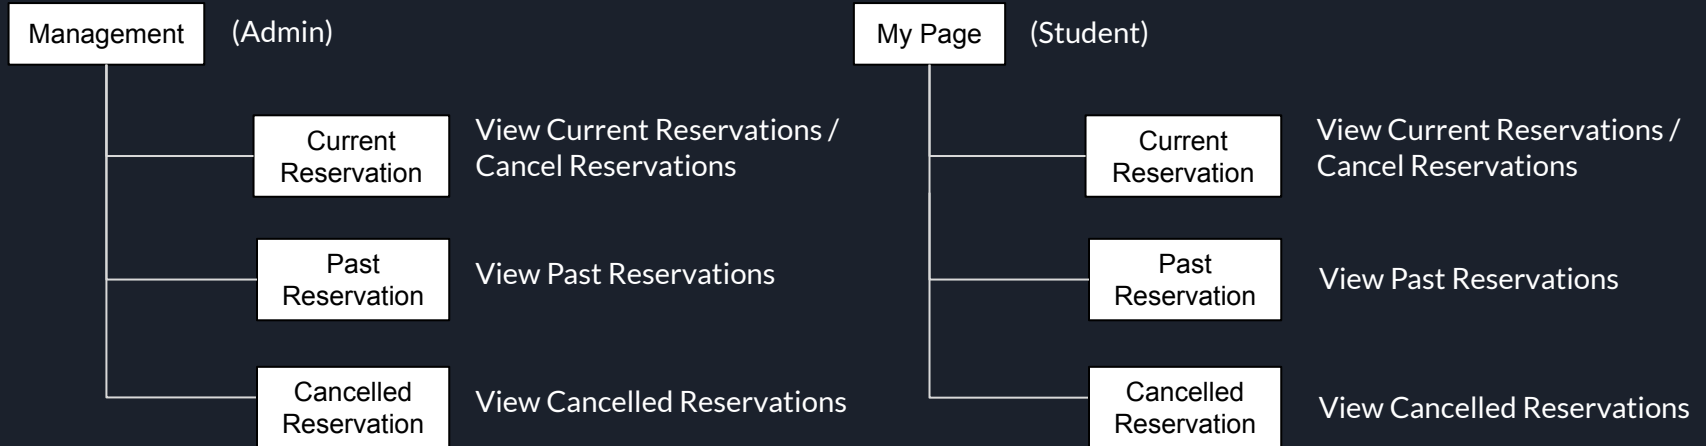 Management
(Admin)
Current
Reservation
View Current Reservations /
Cancel Reservations
Past
Reservation
View Past Reservations
Cancelled
Reservation
View Cancelled Reservations
My Page
(Student)
Current
Reservation
View Current Reservations /
Cancel Reservations
Past
Reservation
View Past Reservations
Cancelled
Reservation
View Cancelled Reservations